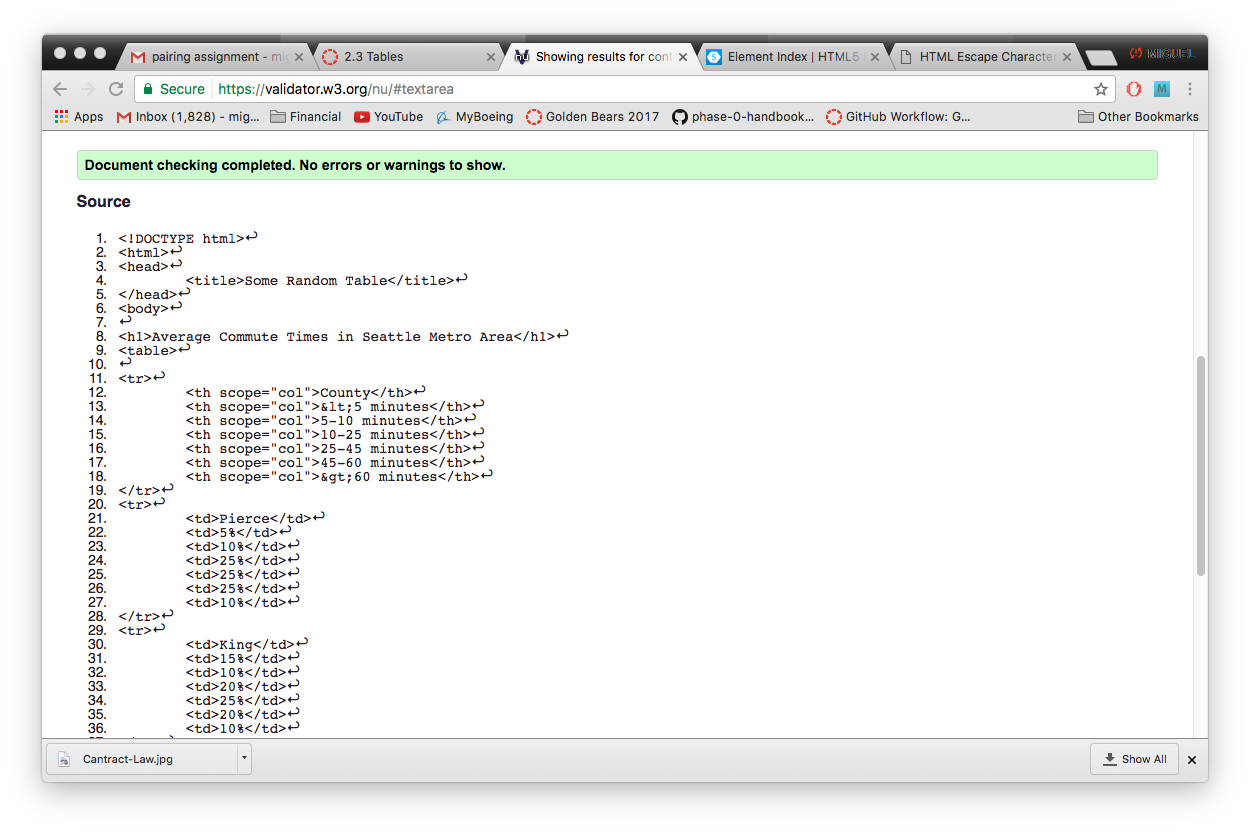 pairing assignment - mi
2.3 Tables
Showing results for cont
Element Index | HTML5
HTML Escape Character
MIGUEL
Secure
https://validator.w3.org/nu/#textarea
M
Apps
Inbox (1,828) - mig...
Financial
YouTube
MyBoeing
Golden Bears 2017
phase-0-handbook...
GitHub Workflow: G...
Other Bookmarks
Document checking completed. No errors or warnings to show.
Source
1. <!DOCTYPE html>↩
2. <html>↩
3. <head>↩
4. <title>Some Random Table</title>↩
5. </head>↩
6. <body>↩
7. ↩
8. <h1>Average Commute Times in Seattle Metro Area</h1>↩
9. <table>↩
10. ↩
11. <tr>↩
12. <th scope="col">County</th>↩
13. <th scope="col">&lt;5 minutes</th>↩
14. <th scope="col">5-10 minutes</th>↩
15. <th scope="col">10-25 minutes</th>↩
16. <th scope="col">25-45 minutes</th>↩
17. <th scope="col">45-60 minutes</th>↩
18. <th scope="col">&gt;60 minutes</th>↩
19. </tr>↩
20. <tr>↩
21. <td>Pierce</td>↩
22. <td>5%</td>↩
23. <td>10%</td>↩
24. <td>25%</td>↩
25. <td>25%</td>↩
26. <td>25%</td>↩
27. <td>10%</td>↩
28. </tr>↩
29. <tr>↩
30. <td>King</td>↩
31. <td>15%</td>↩
32. <td>10%</td>↩
33. <td>20%</td>↩
34. <td>25%</td>↩
35. <td>20%</td>↩
36. <td>10%</td>↩
Cantract-Law.jpg
Show All